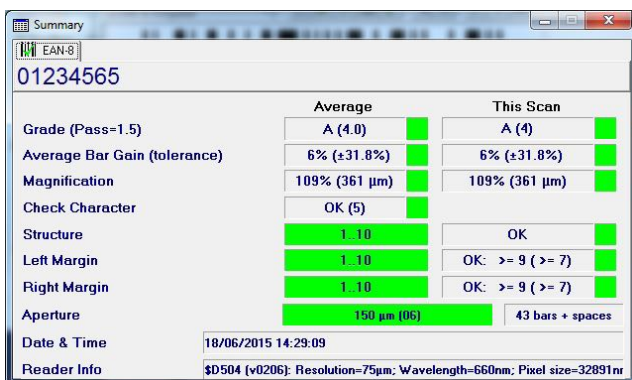 Summary
EAN-8
01234565
Average This Scan
Grade (Pass=1.5) A (4.0) A (4)
Average Bar Gain (tolerance) 6% (±31.8%) 6% (±31.8%)
Magnification 109% (361 µm) 109% (361 µm)
Check Character OK (5)
Structure 1..10 OK
Left Margin 1..10 OK: >= 9 ( >= 7)
Right Margin 1..10 OK: >= 9 ( >= 7)
Aperture 150 µm (06) 43 bars + spaces
Date & Time 18/06/2015 14:29:09
Reader Info $D504 (v0206): Resolution=75µm; Wavelength=660nm; Pixel size=32891